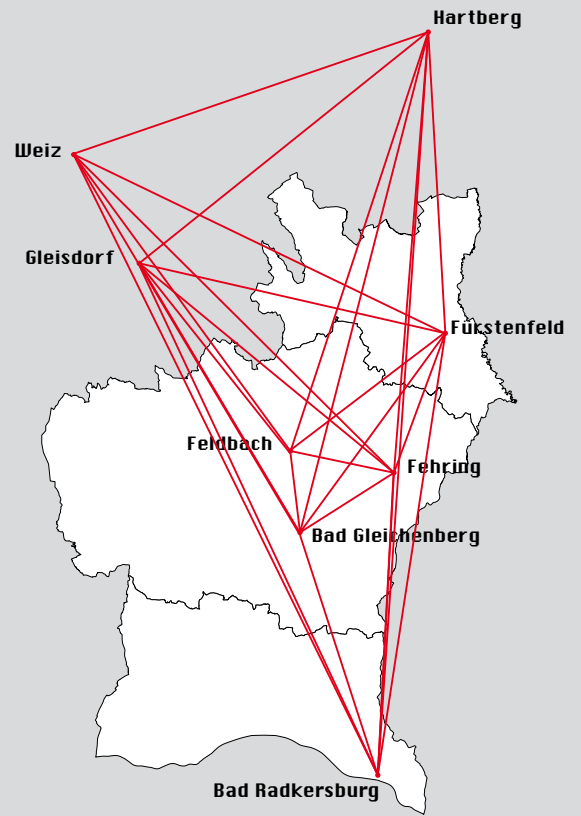 Hartberg
Weiz
Gleisdorf
Fürstenfeld
Feldbach
Fehring
Bad Gleichenberg
Bad Radkersburg